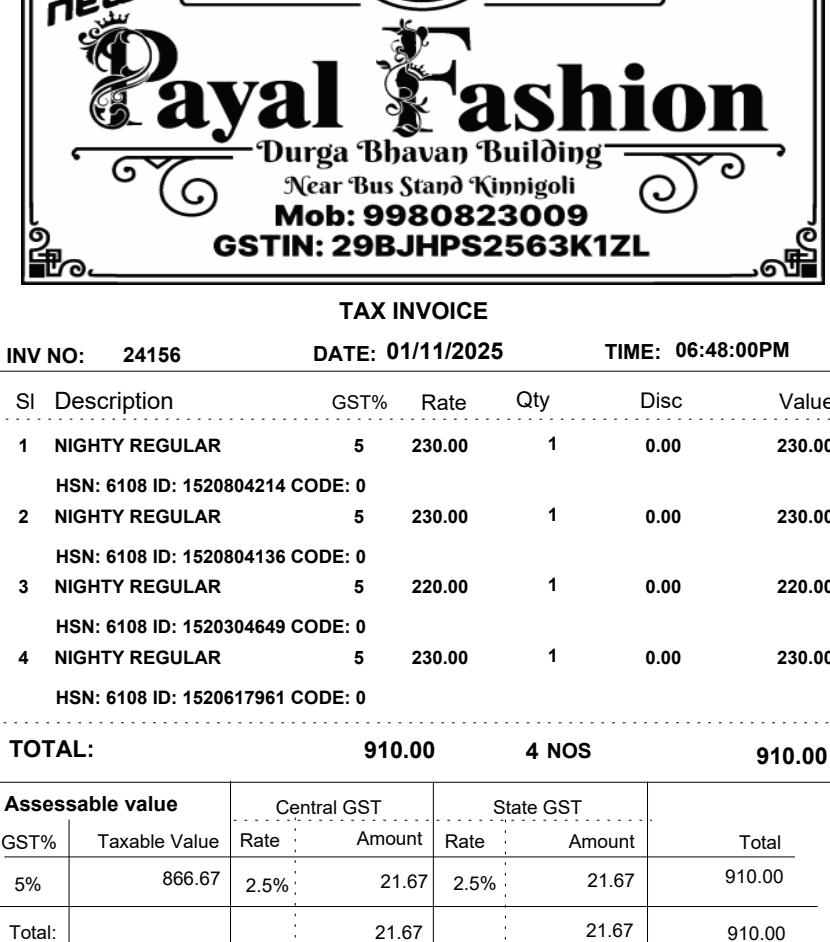 new
Payal Fashion
Durga Bhavan Building
Near Bus Stand Kinnigoli
Mob: 9980823009
GSTIN: 29BJHPS2563K1ZL
TAX INVOICE
INV NO: 24156 DATE: 01/11/2025 TIME: 06:48:00PM
Sl Description GST% Rate Qty Disc Value
1 NIGHTY REGULAR 5 230.00 1 0.00 230.00
HSN: 6108 ID: 1520804214 CODE: 0
2 NIGHTY REGULAR 5 230.00 1 0.00 230.00
HSN: 6108 ID: 1520804136 CODE: 0
3 NIGHTY REGULAR 5 220.00 1 0.00 220.00
HSN: 6108 ID: 1520304649 CODE: 0
4 NIGHTY REGULAR 5 230.00 1 0.00 230.00
HSN: 6108 ID: 1520617961 CODE: 0
TOTAL: 910.00 4 NOS 910.00
Assessable value Central GST State GST
GST% Taxable Value Rate Amount Rate Amount Total
5% 866.67 2.5% 21.67 2.5% 21.67 910.00
Total: 21.67 21.67 910.00